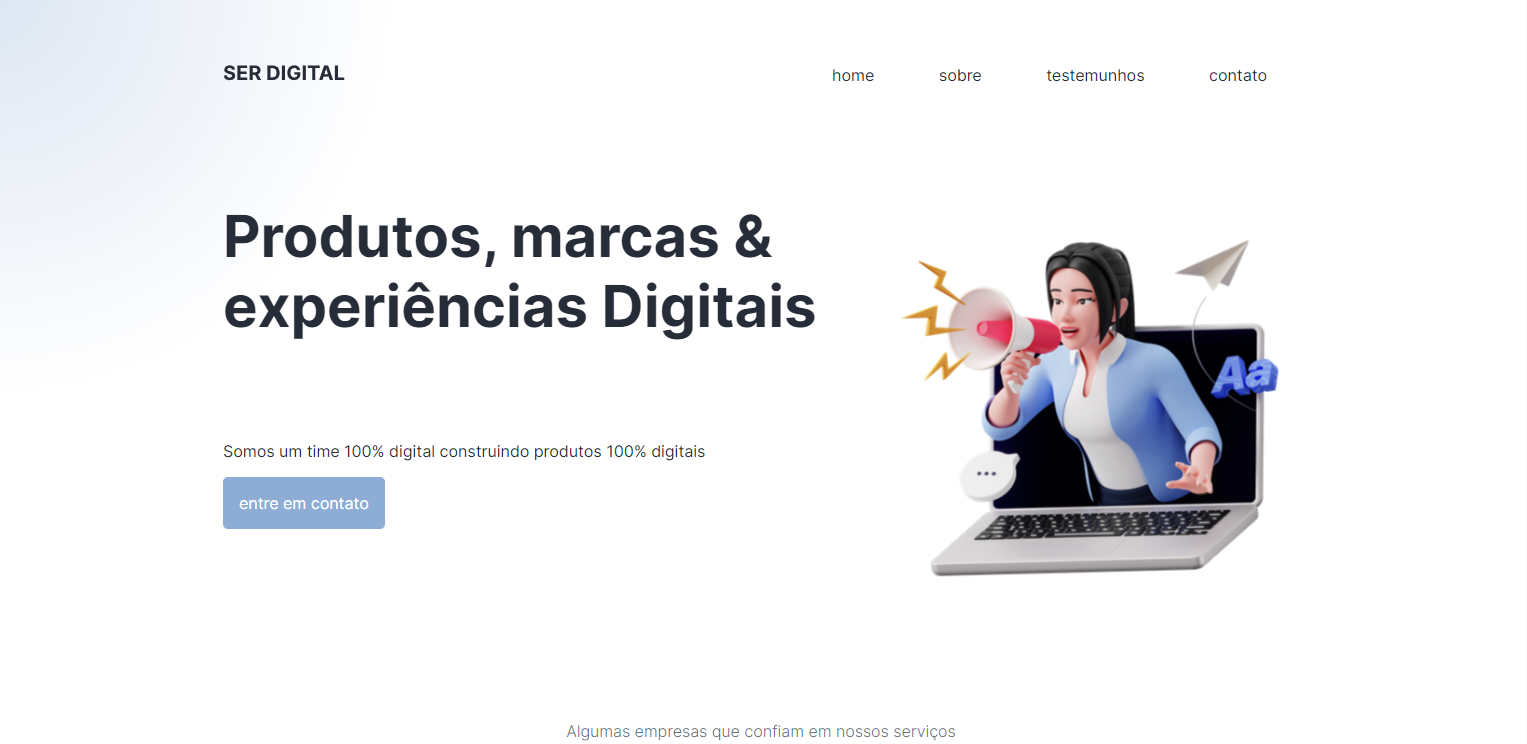 SER DIGITAL
home sobre testemunhos contato
Produtos, marcas &
experiências Digitais
Aa
Somos um time 100% digital construindo produtos 100% digitais
entre em contato
Algumas empresas que confiam em nossos serviços